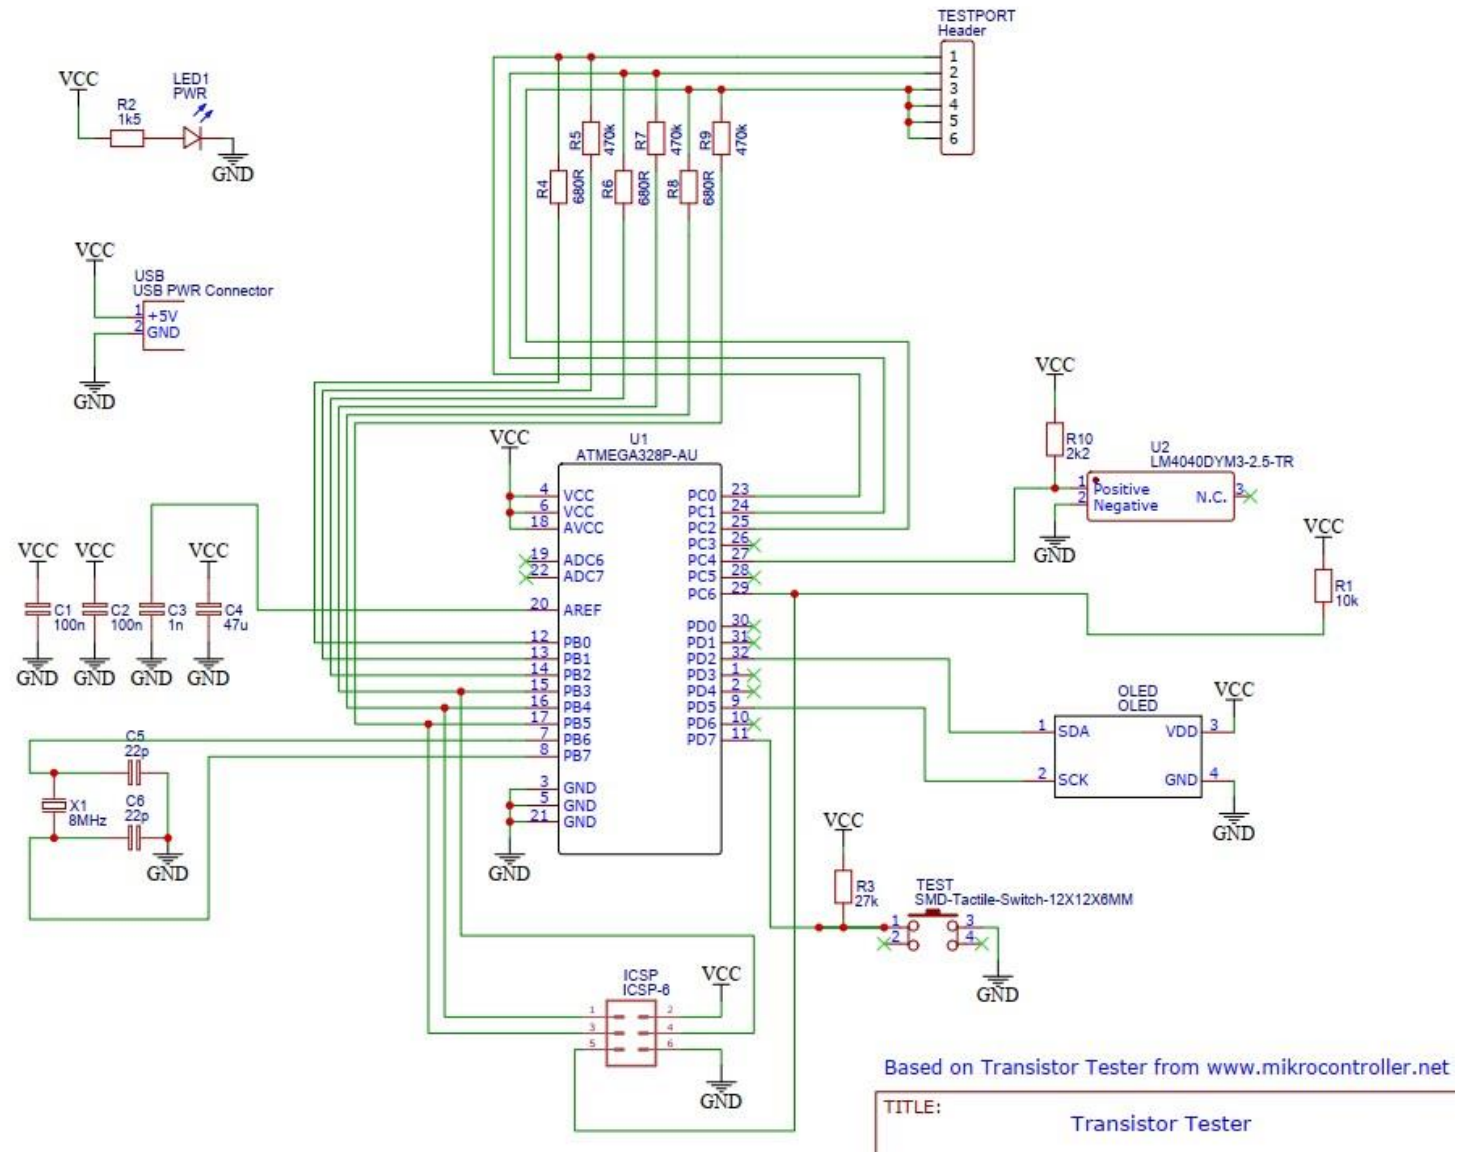 TESTPORT
Header
1
2
3
4
5
6
VCC
R2
1k5
LED1
PWR
GND
R4
680R
R5
470k
R6
680R
R7
470k
R8
680R
R9
470k
VCC
USB
USB PWR Connector
1 +5V
2 GND
GND
VCC
U1
ATMEGA328P-AU
4 VCC
6 VCC
18 AVCC
19 ADC6
22 ADC7
20 AREF
12 PB0
13 PB1
14 PB2
15 PB3
16 PB4
17 PB5
7 PB6
8 PB7
3 GND
5 GND
21 GND
GND
PC0 23
PC1 24
PC2 25
PC3 26
PC4 27
PC5 28
PC6 29
PD0 30
PD1 31
PD2 32
PD3 1
PD4 2
PD5 9
PD6 10
PD7 11
VCC
R10
2k2
U2
LM4040DYM3-2.5-TR
1 Positive
2 Negative
N.C. 3
GND
VCC
R1
10k
VCC
C1
100n
GND
VCC
C2
100n
GND
C3
1n
GND
VCC
C4
47u
GND
C5
22p
X1
8MHz
C6
22p
GND
OLED
OLED
1 SDA
2 SCK
VDD 3
GND 4
VCC
GND
VCC
R3
27k
TEST
SMD-Tactile-Switch-12X12X6MM
1
2
3
4
GND
ICSP
ICSP-6
1
3
5
2
4
6
VCC
GND
Based on Transistor Tester from www.mikrocontroller.net
TITLE:
Transistor Tester